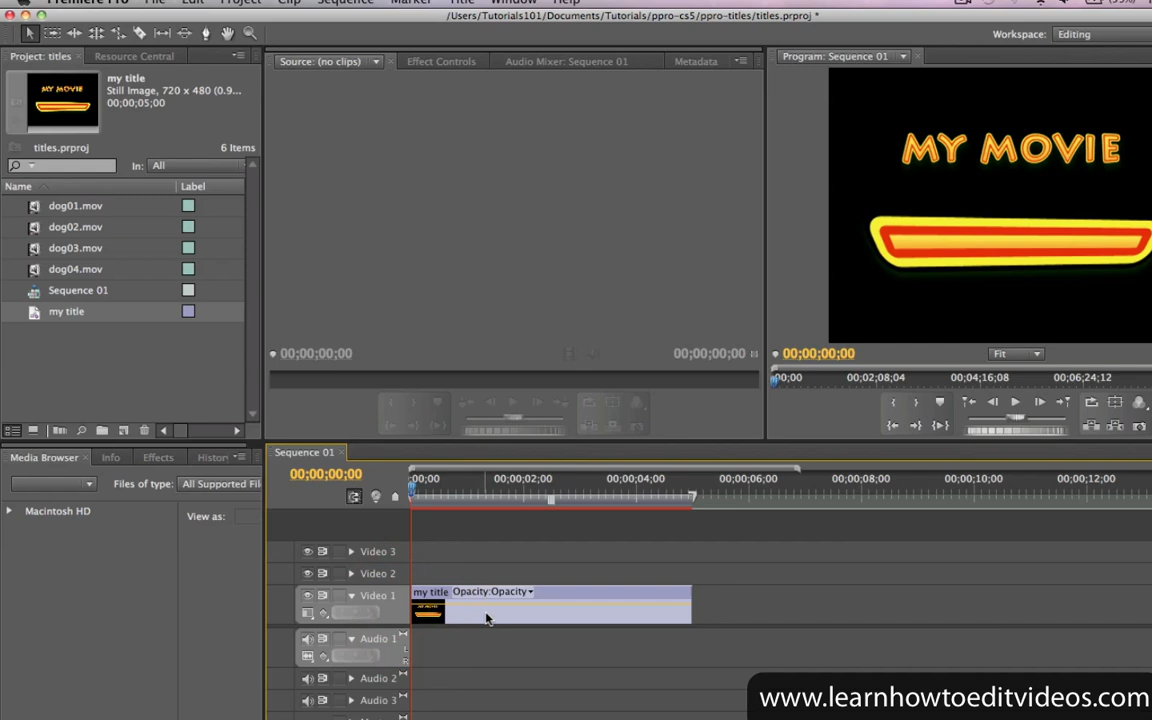 Premiere Pro File Edit Project Clip Sequence Marker Title Window Help
/Users/Tutorials101/Documents/Tutorials/ppro-cs5/ppro-titles/titles.prproj *
Workspace: Editing
Project: titles × Resource Central
my title
Still Image, 720 x 480 (0.9...
00;00;05;00
MY MOVIE
titles.prproj 6 Items
In: All
Name Label
dog01.mov
dog02.mov
dog03.mov
dog04.mov
Sequence 01
my title
Source: (no clips) Effect Controls Audio Mixer: Sequence 01 Metadata
00;00;00;00 00;00;00;00
Program: Sequence 01
MY MOVIE
00;00;00;00 Fit
00;00 00;02;08;04 00;04;16;08 00;06;24;12
Media Browser × Info Effects History
Files of type: All Supported Fil
Macintosh HD
View as:
Sequence 01 ×
00;00;00;00
00;00 00;00;02;00 00;00;04;00 00;00;06;00 00;00;08;00 00;00;10;00 00;00;12;00
Video 3
Video 2
Video 1
my title Opacity:Opacity
MY MOVIE
Audio 1
L
R
Audio 2
Audio 3
www.learnhowtoeditvideos.com